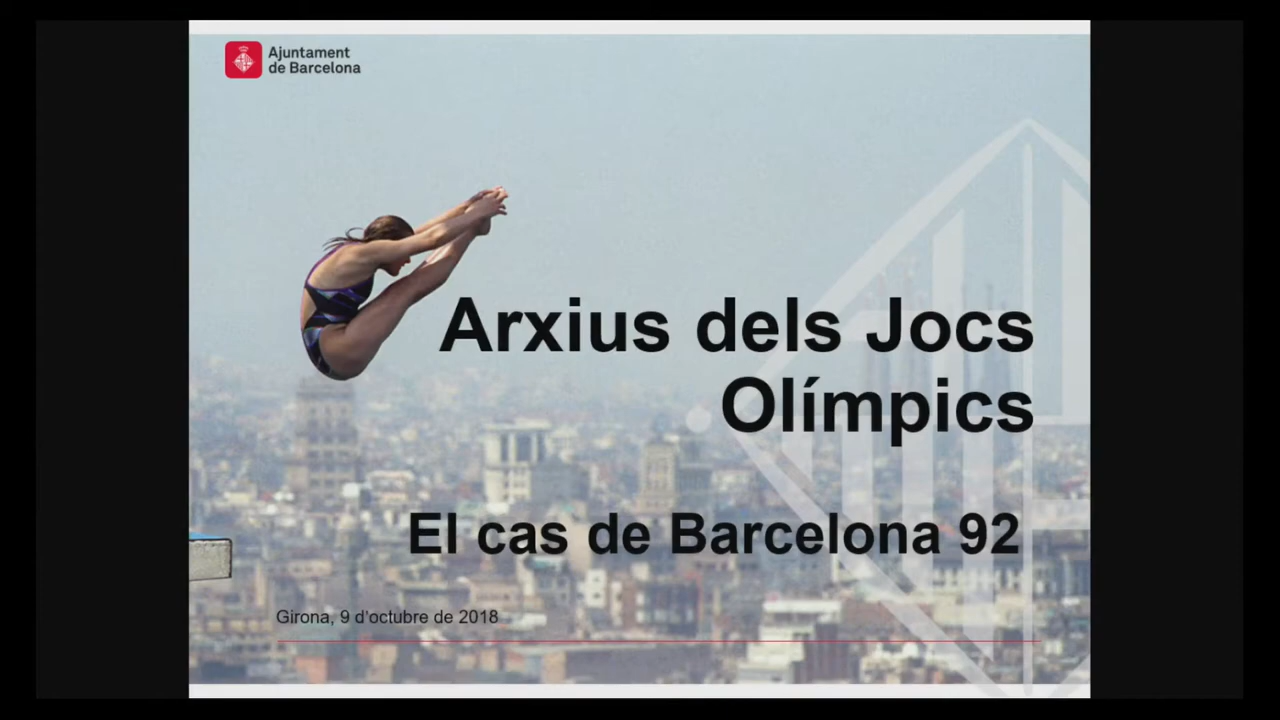 Ajuntament
de Barcelona
Arxius dels Jocs
Olímpics
El cas de Barcelona 92
Girona, 9 d'octubre de 2018